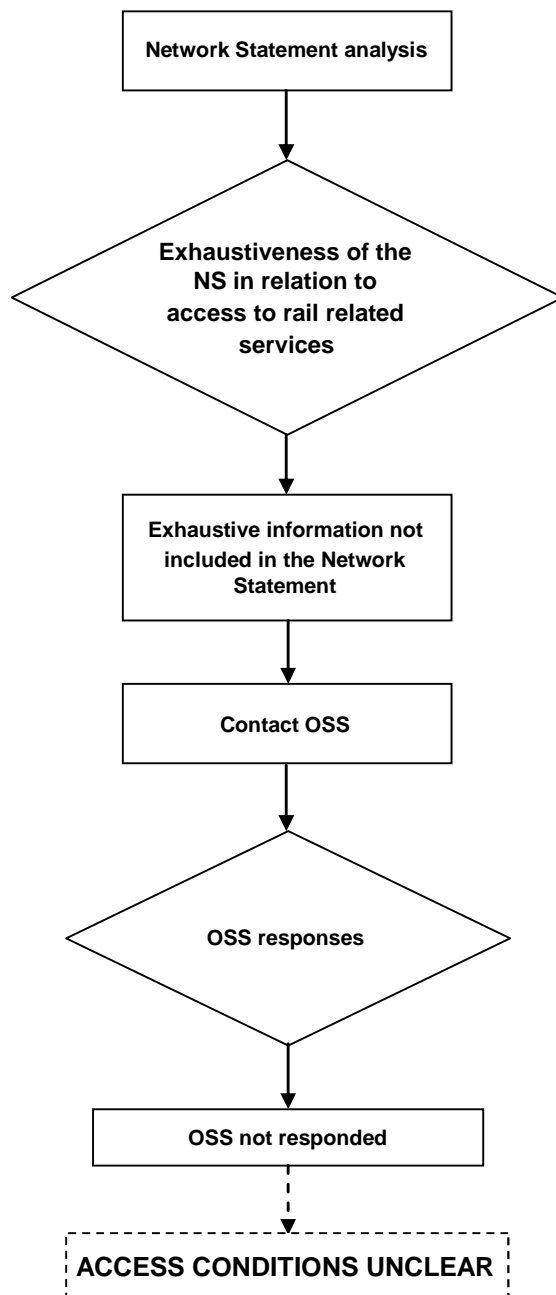 Network Statement analysis
Exhaustiveness of the
NS in relation to
access to rail related
services
Exhaustive information not
included in the Network
Statement
Contact OSS
OSS responses
OSS not responded
ACCESS CONDITIONS UNCLEAR